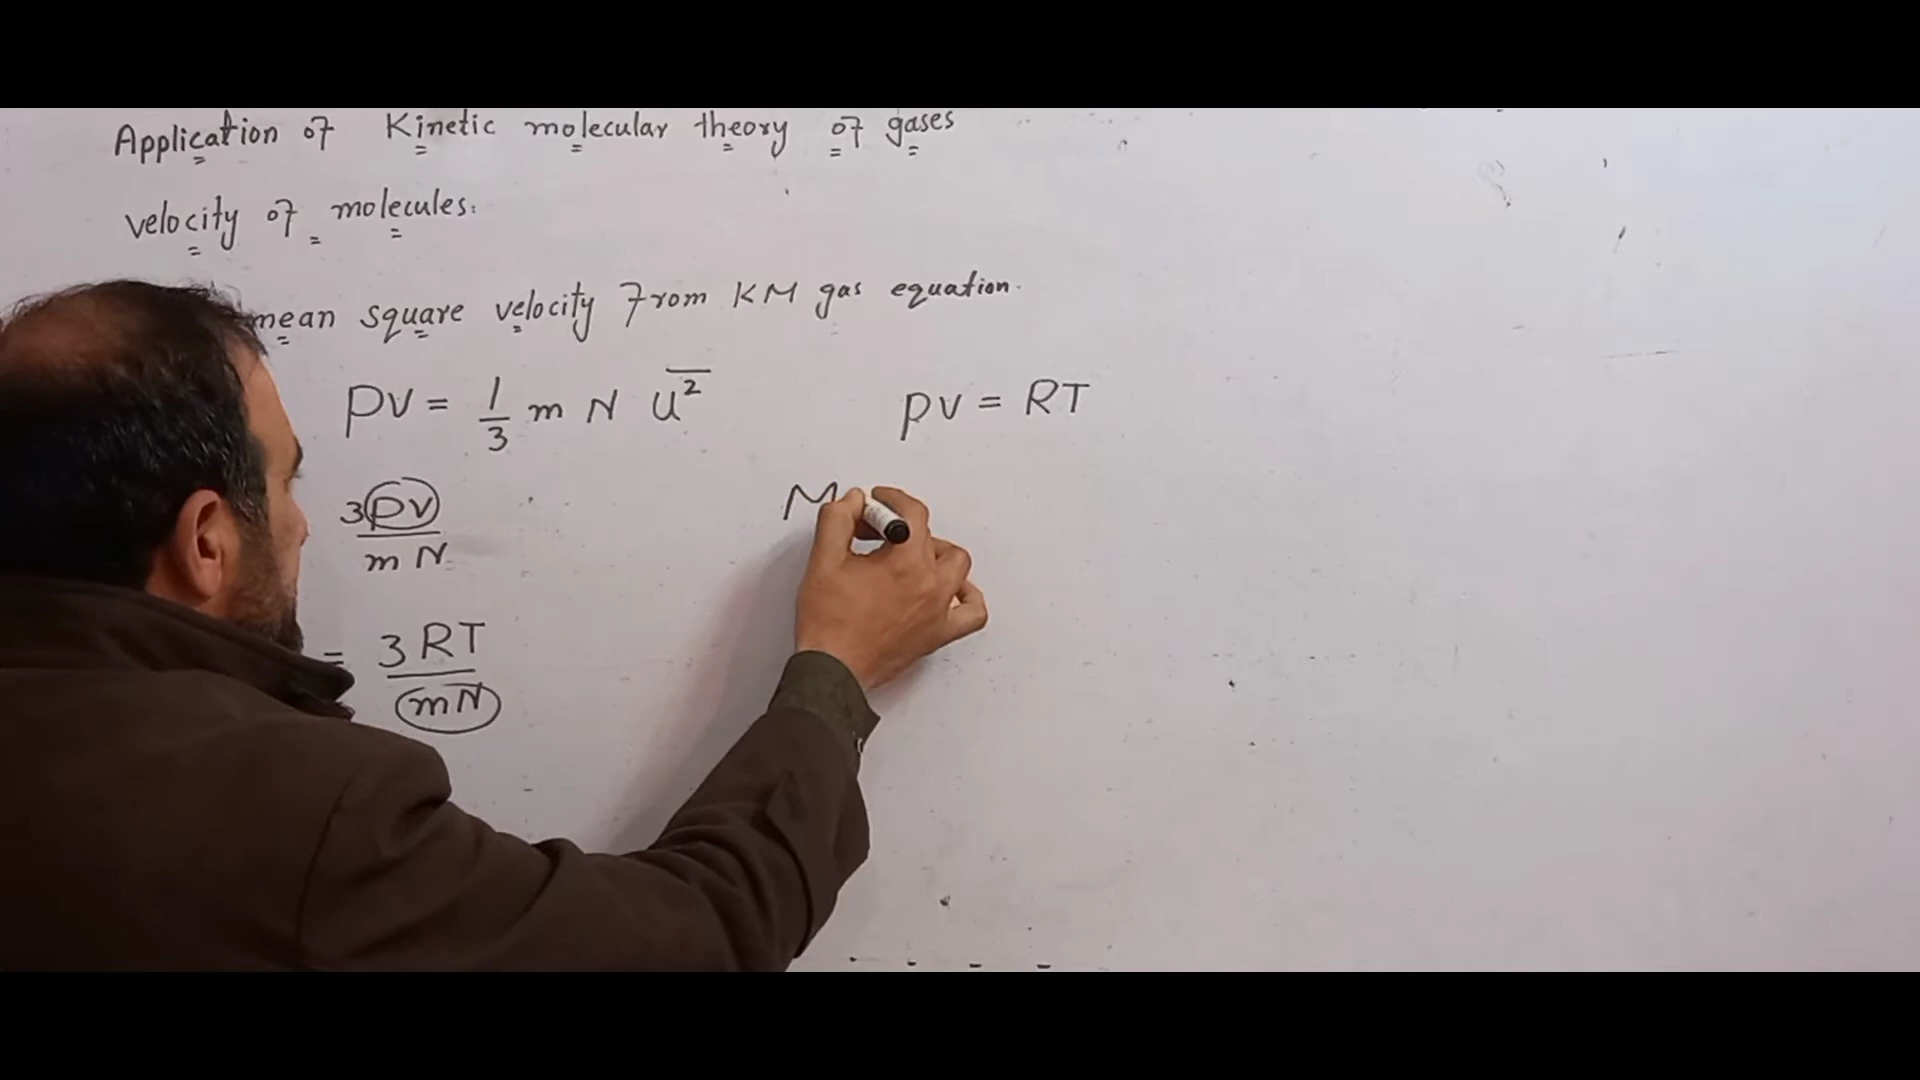 Application of Kinetic molecular theory of gases
velocity of molecules:
mean square velocity from KM gas equation.
PV = 1/3 m N u̅²̅
PV = RT
3PV / m N
M
= 3RT / mN